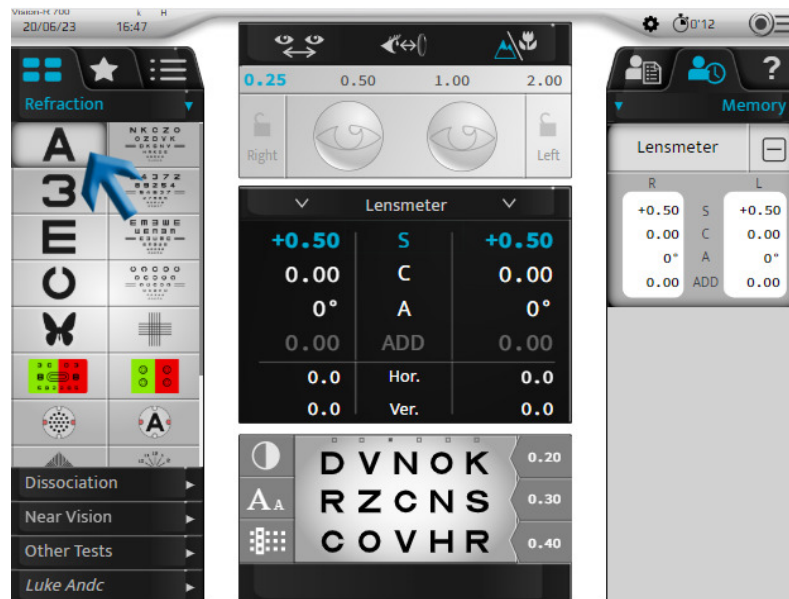 Vision-R 700
k H
20/06/23 16:47
0'12
Refraction
A
N K C Z O
O Z D V K
3
E
A
Dissociation
Near Vision
Other Tests
Luke Andc
0.25 0.50 1.00 2.00
Right Left
Lensmeter
+0.50 S +0.50
0.00 C 0.00
0° A 0°
0.00 ADD 0.00
0.0 Hor. 0.0
0.0 Ver. 0.0
D V N O K 0.20
A A R Z C N S 0.30
C O V H R 0.40
?
Memory
Lensmeter
R L
+0.50 S +0.50
0.00 C 0.00
0° A 0°
0.00 ADD 0.00